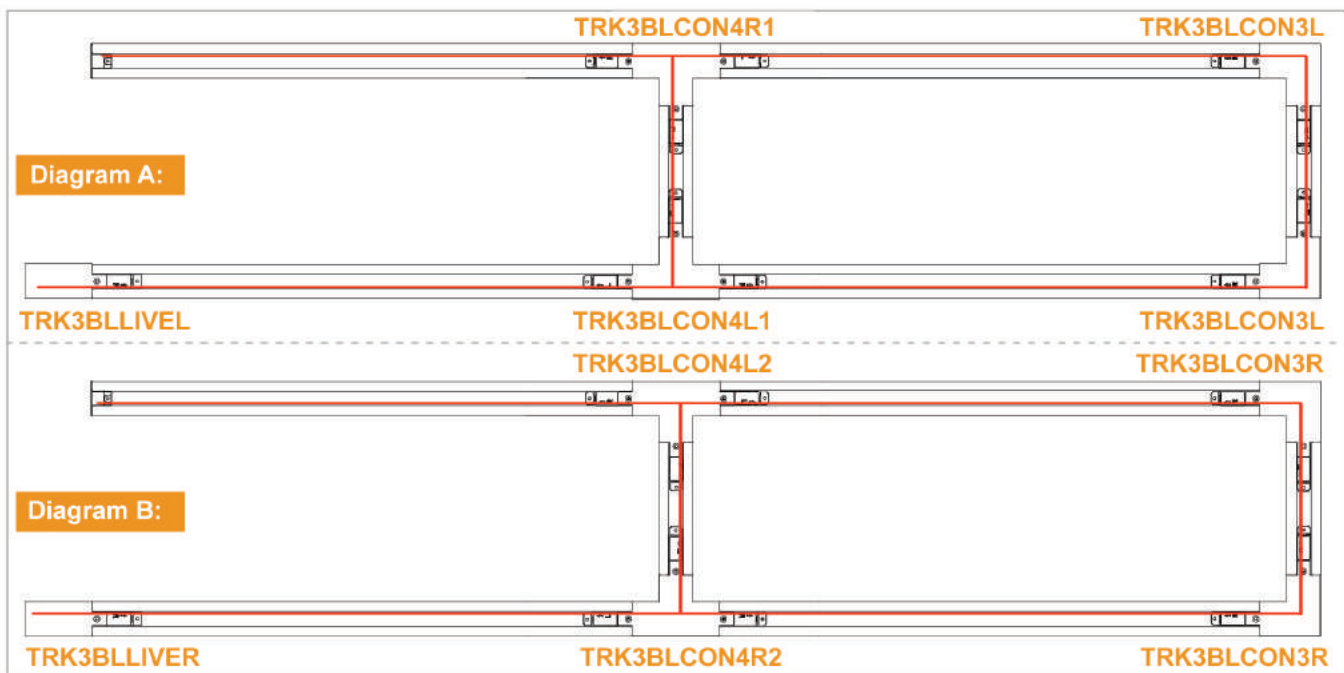 TRK3BLCON4R1 TRK3BLCON3L
Diagram A:
TRK3BLLIVEL TRK3BLCON4L1 TRK3BLCON3L
TRK3BLCON4L2 TRK3BLCON3R
Diagram B:
TRK3BLLIVER TRK3BLCON4R2 TRK3BLCON3R